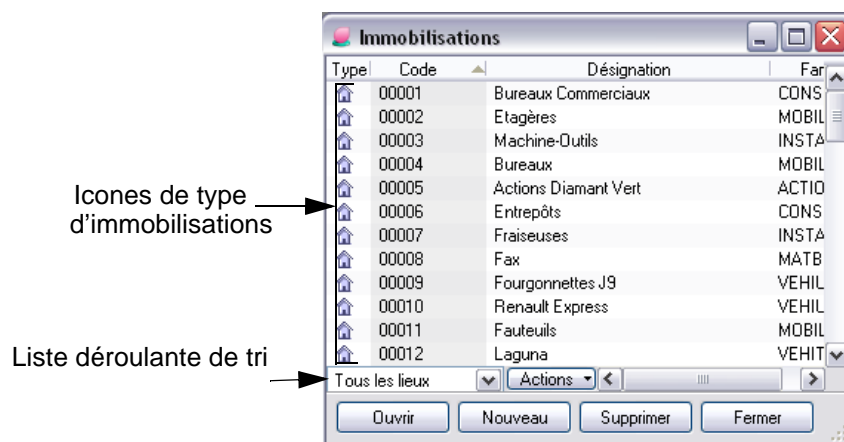 Immobilisations
Type Code Désignation Far
00001 Bureaux Commerciaux CONS
00002 Etagères MOBIL
00003 Machine-Outils INSTA
00004 Bureaux MOBIL
00005 Actions Diamant Vert ACTIO
00006 Entrepôts CONS
00007 Fraiseuses INSTA
00008 Fax MATB
00009 Fourgonnettes J9 VEHIL
00010 Renault Express VEHIL
00011 Fauteuils MOBIL
00012 Laguna VEHIT
Icones de type
d'immobilisations
Liste déroulante de tri
Tous les lieux Actions
Ouvrir Nouveau Supprimer Fermer